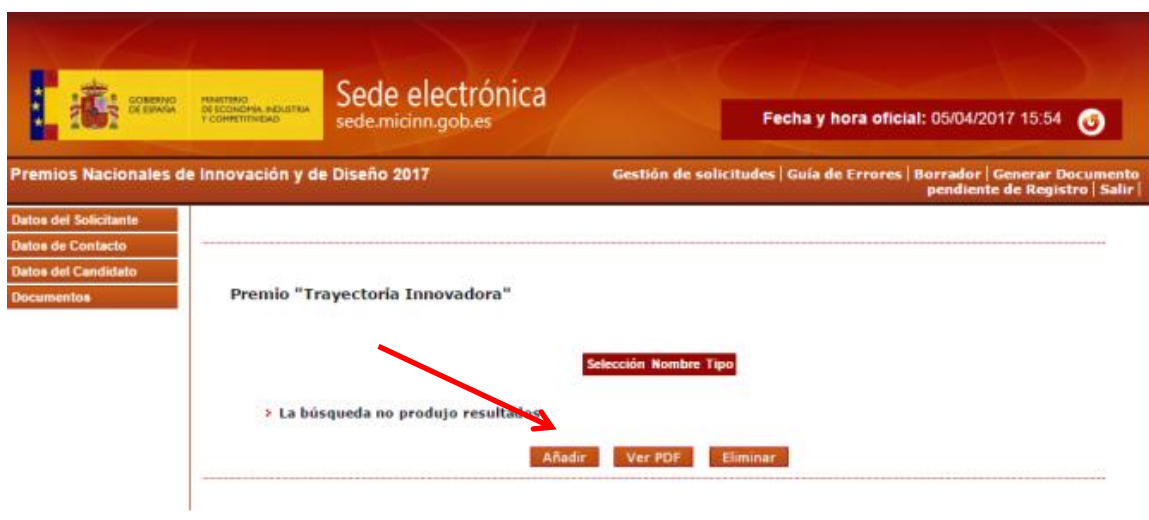 GOBIERNO
DE ESPAÑA
MINISTERIO
DE ECONOMÍA, INDUSTRIA
Y COMPETITIVIDAD
Sede electrónica
sede.micinn.gob.es
Fecha y hora oficial: 05/04/2017 15:54
Premios Nacionales de Innovación y de Diseño 2017
Gestión de solicitudes | Guía de Errores | Borrador | Generar Documento
pendiente de Registro | Salir |
Datos del Solicitante
Datos de Contacto
Datos del Candidato
Documentos
Premio "Trayectoria Innovadora"
Selección Nombre Tipo
La búsqueda no produjo resultados
Añadir Ver PDF Eliminar